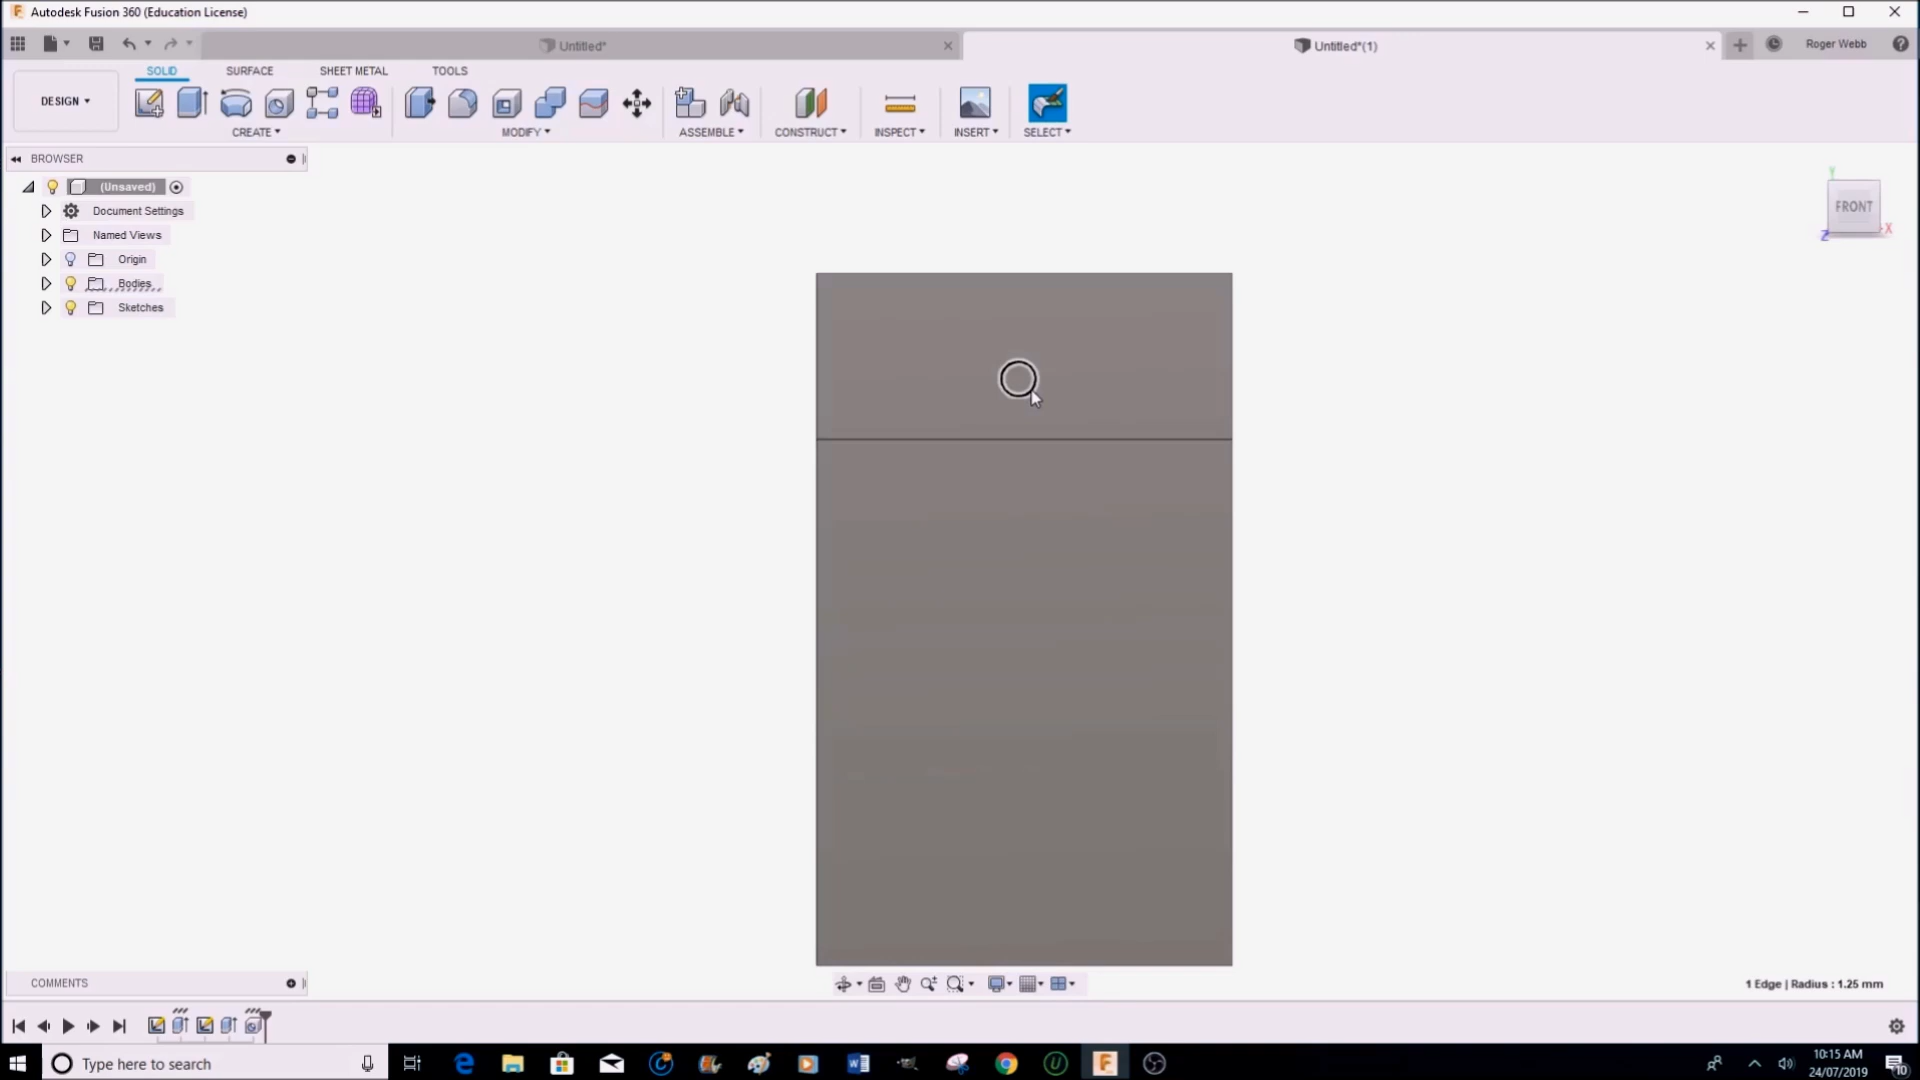 Autodesk Fusion 360 (Education License)
Untitled*
Untitled*(1)
Roger Webb
SOLID
SURFACE
SHEET METAL
TOOLS
DESIGN
CREATE
MODIFY
ASSEMBLE
CONSTRUCT
INSPECT
INSERT
SELECT
BROWSER
(Unsaved)
Document Settings
Named Views
Origin
Bodies
Sketches
Y
FRONT
Z
X
COMMENTS
1 Edge | Radius : 1.25 mm
Type here to search
10:15 AM
24/07/2019
10